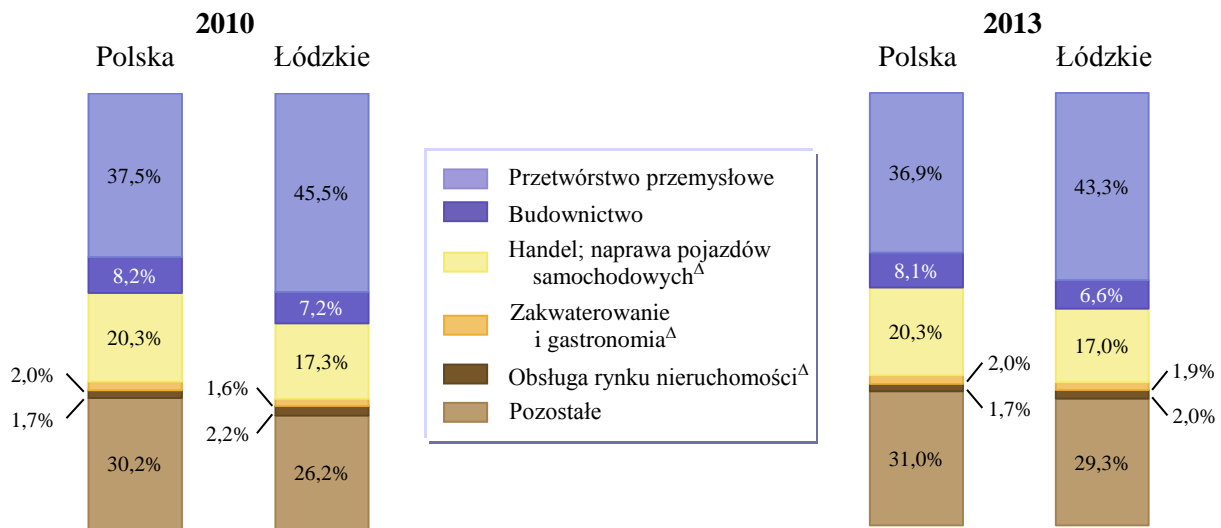 2010
2013
Polska Łódzkie
Polska Łódzkie
37,5%
8,2%
20,3%
2,0%
1,7%
30,2%
45,5%
7,2%
17,3%
1,6%
2,2%
26,2%
Przetwórstwo przemysłowe
Budownictwo
Handel; naprawa pojazdów
samochodowych^Δ
Zakwaterowanie
i gastronomia^Δ
Obsługa rynku nieruchomości^Δ
Pozostałe
36,9%
8,1%
20,3%
2,0%
1,7%
31,0%
43,3%
6,6%
17,0%
1,9%
2,0%
29,3%